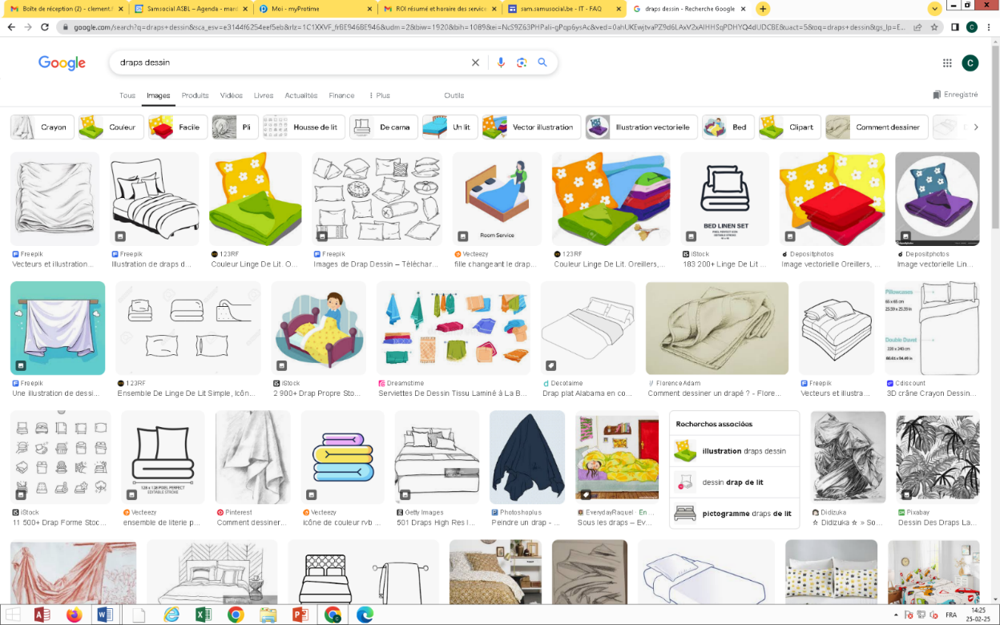 Boîte de réception (2) - clement.
Samsocial ASBL – Agenda - mar
Moi - myProtime
ROI résumé et horaire des service
sam.samusocial.be - IT - FAQ
draps dessin - Recherche Google
google.com/search?q=draps+dessin&sca_esv=e3144f6254eef5eb&rlz=1C1XXVF_frBE946BE946&udm=2&biw=1920&bih=1089&ei=
C
Google
draps dessin
C
Tous Images Produits Vidéos Livres Actualités Finance Plus Outils
Enregistré
Crayon Couleur Facile Pli Housse de lit De cama Un lit Vector illustration Illustration vectorielle Bed Clipart Comment dessiner
Room Service
BED LINEN SET
Freepik
Vecteurs et illustration...
Freepik
Illustration de draps d...
123RF
Couleur Linge De Lit. O...
Freepik
Images de Drap Dessin – Téléchar...
Vecteezy
fille changeant le drap...
123RF
Couleur Linge De Lit. Oreillers,...
iStock
183 200+ Linge De Lit ...
Depositphotos
Image vectorielle Oreillers, ...
Depositphotos
Image vectorielle Lin...
Pillowcases
65 x 65 cm
25.59 x 25.59 in
Double Duvet
220 x 240 cm
86.61 x 94.49 in
Freepik
Une illustration de dessi...
123RF
Ensemble De Linge De Lit Simple, Icôn...
iStock
2 900+ Drap Propre Sto...
Dreamstime
Serviettes De Dessin Tissu Laminé à La B...
Decotaime
Drap plat Alabama en co...
Florence Adam
Comment dessiner un drapé ? - Flore...
Freepik
Vecteurs et illustra...
Cdiscount
3D crâne Crayon Dessin...
128 x 128 PIXEL PERFECT
EDITABLE STROKE
iStock
11 500+ Drap Forme Stoc...
Vecteezy
ensemble de literie p...
Pinterest
Comment dessiner...
Vecteezy
icône de couleur rvb ...
Getty Images
501 Draps High Res I...
Photoshoplus
Peindre un drap - ...
EverydayRaquel · En ...
Sous les draps – Ev...
Recherches associées
illustration draps dessin
dessin drap de lit
pictogramme draps de lit
Didizuka
☆ Didizuka ☆ » So...
Pixabay
Dessin Des Draps La...
FRA
14:25
25-02-25